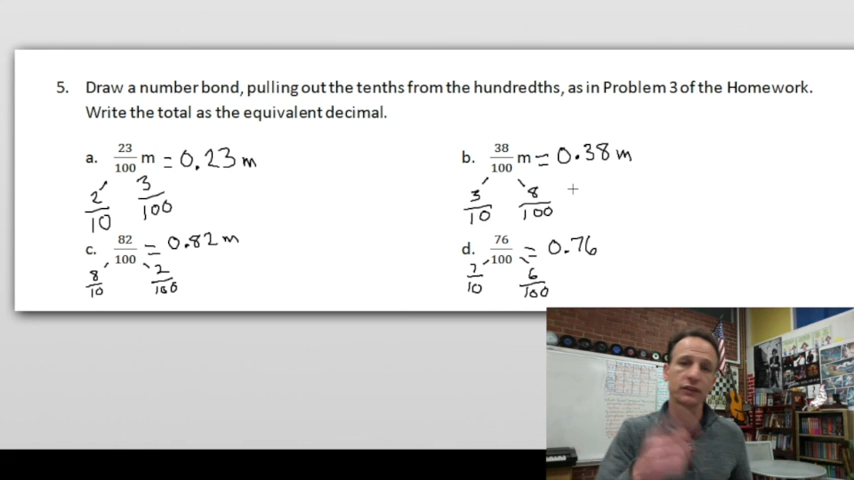 5. Draw a number bond, pulling out the tenths from the hundredths, as in Problem 3 of the Homework.
Write the total as the equivalent decimal.
a. 23/100 m = 0.23 m
2/10 3/100
b. 38/100 m = 0.38 m
3/10 8/100
c. 82/100 = 0.82 m
8/10 2/100
d. 76/100 = 0.76
7/10 6/100